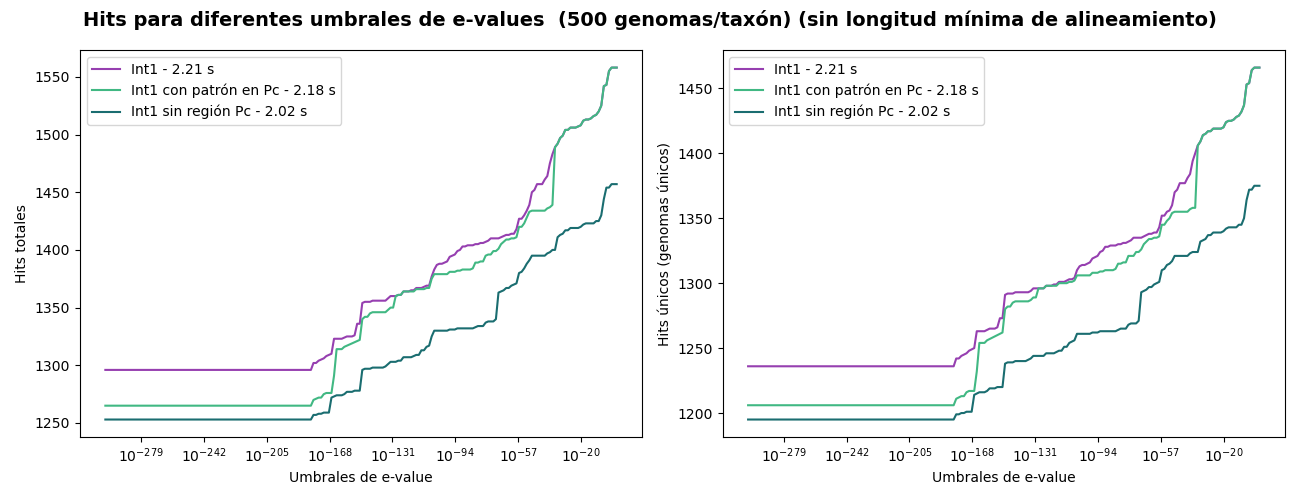 Hits para diferentes umbrales de e-values  (500 genomas/taxón) (sin longitud mínima de alineamiento)
Int1 - 2.21 s
Int1 con patrón en Pc - 2.18 s
Int1 sin región Pc - 2.02 s
Hits totales
1550
1500
1450
1400
1350
1300
1250
10⁻²⁷⁹ 10⁻²⁴² 10⁻²⁰⁵ 10⁻¹⁶⁸ 10⁻¹³¹ 10⁻⁹⁴ 10⁻⁵⁷ 10⁻²⁰
Umbrales de e-value
Int1 - 2.21 s
Int1 con patrón en Pc - 2.18 s
Int1 sin región Pc - 2.02 s
Hits únicos (genomas únicos)
1450
1400
1350
1300
1250
1200
10⁻²⁷⁹ 10⁻²⁴² 10⁻²⁰⁵ 10⁻¹⁶⁸ 10⁻¹³¹ 10⁻⁹⁴ 10⁻⁵⁷ 10⁻²⁰
Umbrales de e-value